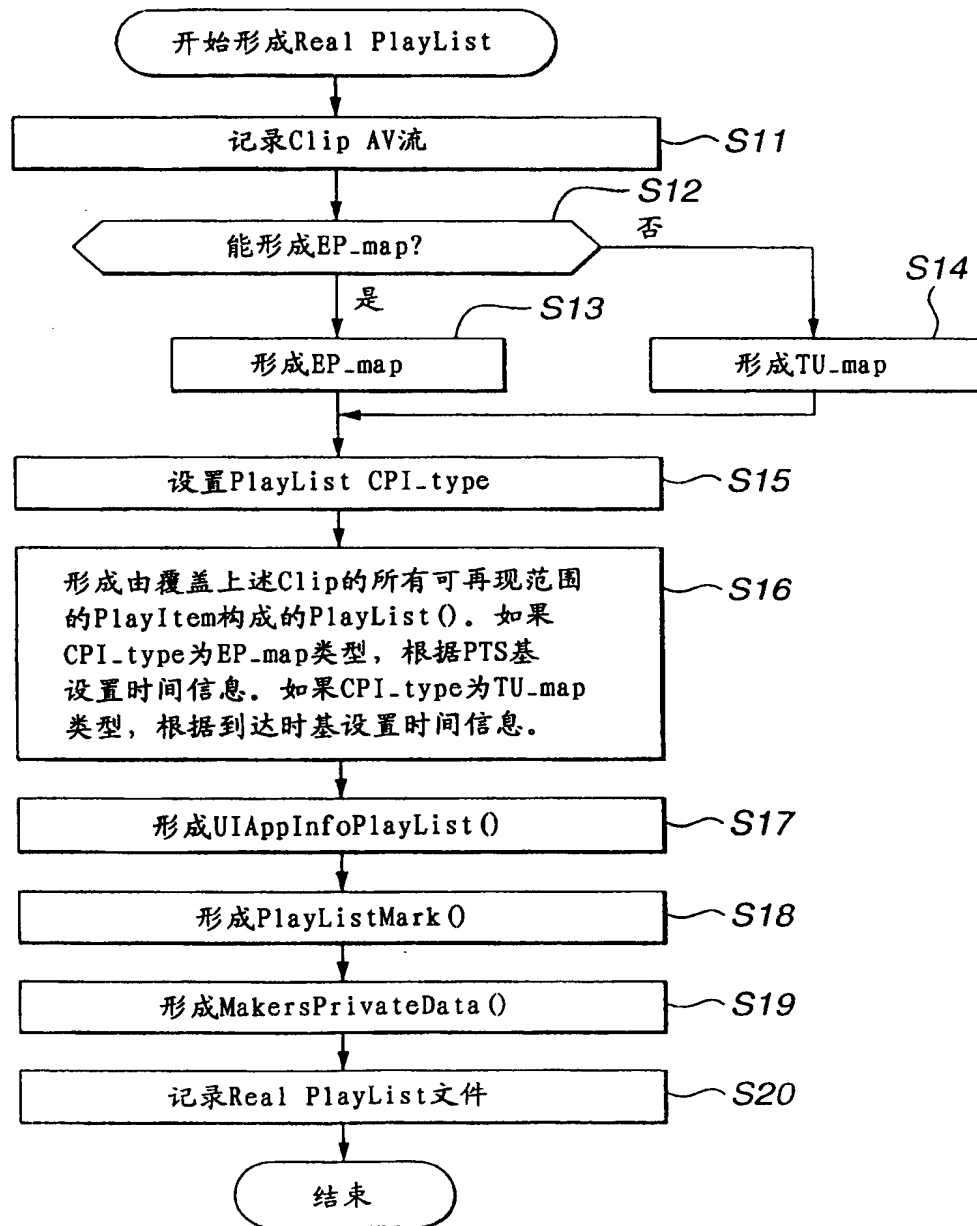 开始形成Real PlayList
记录Clip AV流
S11
S12
能形成EP_map?
否
是
S13
S14
形成EP_map
形成TU_map
设置PlayList CPI_type
S15
形成由覆盖上述Clip的所有可再现范围
的PlayItem构成的PlayList()。如果
CPI_type为EP_map类型，根据PTS基
设置时间信息。如果CPI_type为TU_map
类型，根据到达时基设置时间信息。
S16
形成UIAppInfoPlayList()
S17
形成PlayListMark()
S18
形成MakersPrivateData()
S19
记录Real PlayList文件
S20
结束